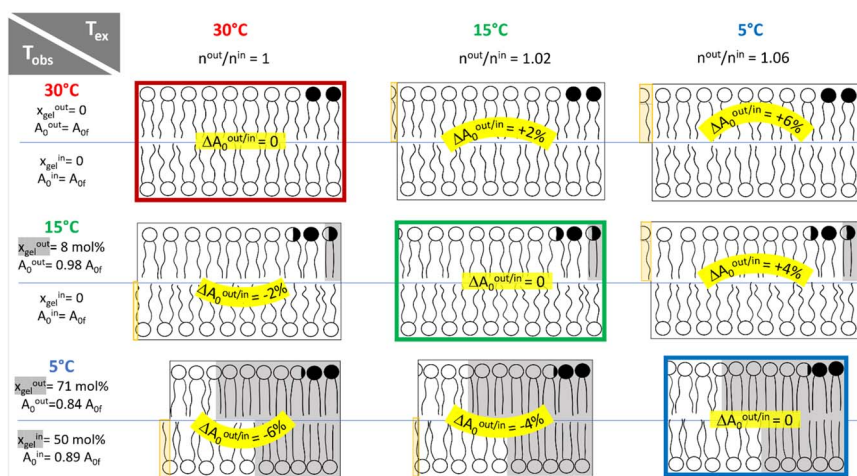 T_ex
T_obs
30°C
n^out/n^in = 1
15°C
n^out/n^in = 1.02
5°C
n^out/n^in = 1.06
30°C
x_gel^out = 0
A_0^out = A_0f
x_gel^in = 0
A_0^in = A_0f
ΔA_0^out/in = 0
ΔA_0^out/in = +2%
ΔA_0^out/in = +6%
15°C
x_gel^out = 8 mol%
A_0^out = 0.98 A_0f
x_gel^in = 0
A_0^in = A_0f
ΔA_0^out/in = -2%
ΔA_0^out/in = 0
ΔA_0^out/in = +4%
5°C
x_gel^out = 71 mol%
A_0^out =0.84 A_0f
x_gel^in = 50 mol%
A_0^in = 0.89 A_0f
ΔA_0^out/in = -6%
ΔA_0^out/in = -4%
ΔA_0^out/in = 0